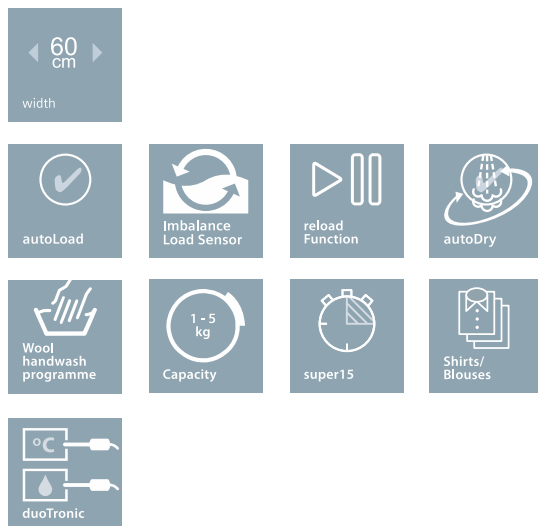 60
cm
width
autoLoad
Imbalance
Load Sensor
reload
Function
autoDry
Wool
handwash
programme
1 - 5
kg
Capacity
super15
Shirts/
Blouses
°C
duoTronic